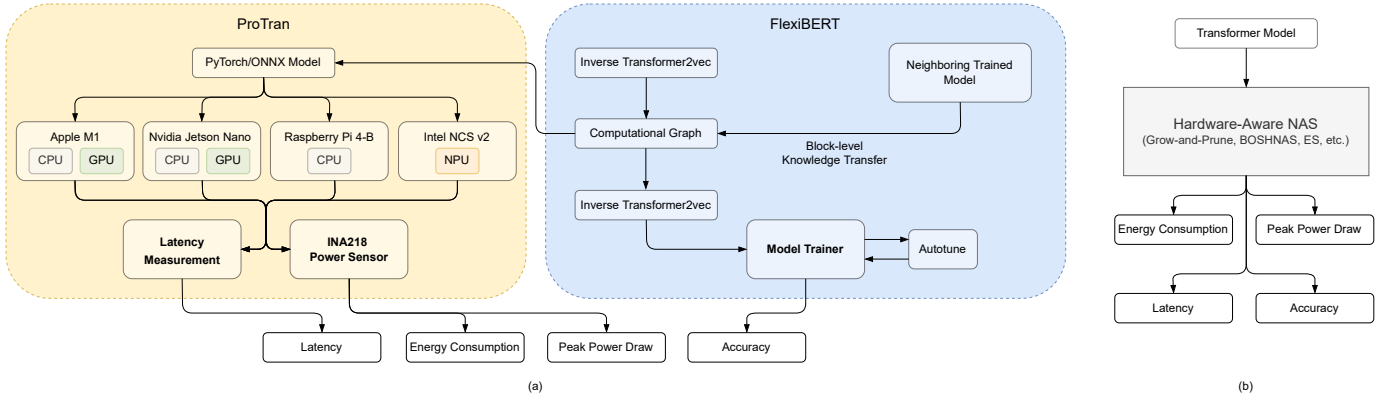 ProTran
PyTorch/ONNX Model
Apple M1
CPU
GPU
Nvidia Jetson Nano
CPU
GPU
Raspberry Pi 4-B
CPU
Intel NCS v2
NPU
Latency
Measurement
INA218
Power Sensor
FlexiBERT
Inverse Transformer2vec
Neighboring Trained
Model
Computational Graph
Block-level
Knowledge Transfer
Inverse Transformer2vec
Model Trainer
Autotune
Latency
Energy Consumption
Peak Power Draw
Accuracy
(a)
Transformer Model
Hardware-Aware NAS
(Grow-and-Prune, BOSHNAS, ES, etc.)
Energy Consumption
Peak Power Draw
Latency
Accuracy
(b)